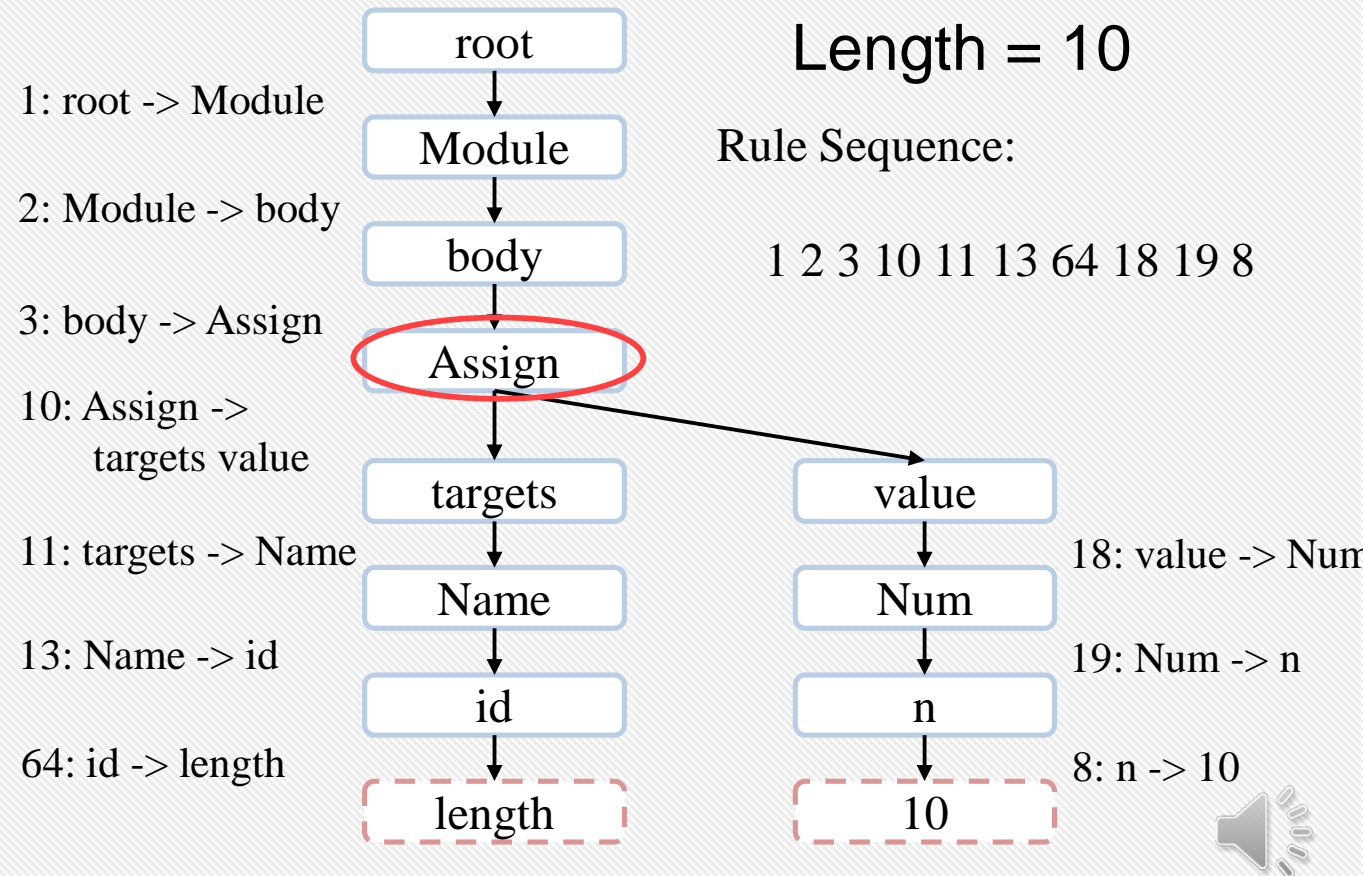 root
Length = 10
1: root -> Module
Module
Rule Sequence:
2: Module -> body
body
1 2 3 10 11 13 64 18 19 8
3: body -> Assign
Assign
10: Assign ->
targets value
targets
value
11: targets -> Name
18: value -> Num
Name
Num
13: Name -> id
19: Num -> n
id
n
64: id -> length
8: n -> 10
length
10